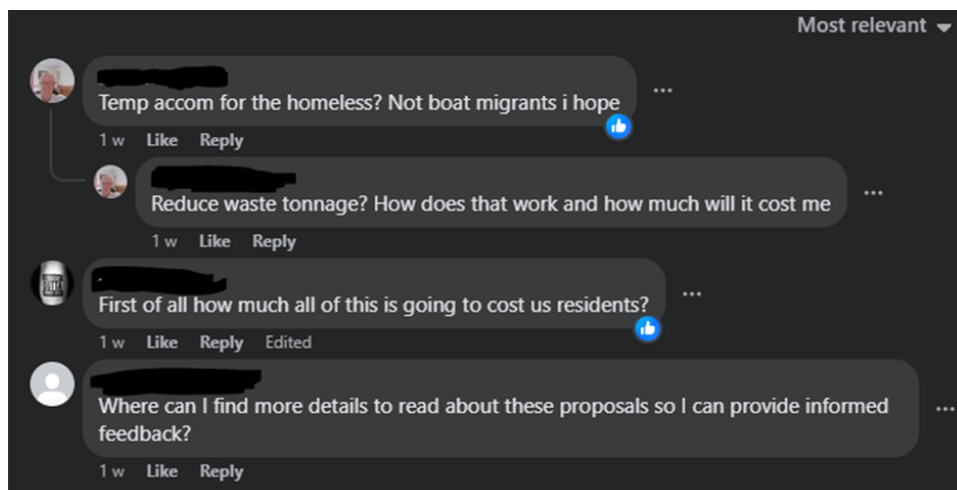 Most relevant
Temp accom for the homeless? Not boat migrants i hope
1 w Like Reply
Reduce waste tonnage? How does that work and how much will it cost me
1 w Like Reply
First of all how much all of this is going to cost us residents?
1 w Like Reply Edited
Where can I find more details to read about these proposals so I can provide informed
feedback?
1 w Like Reply